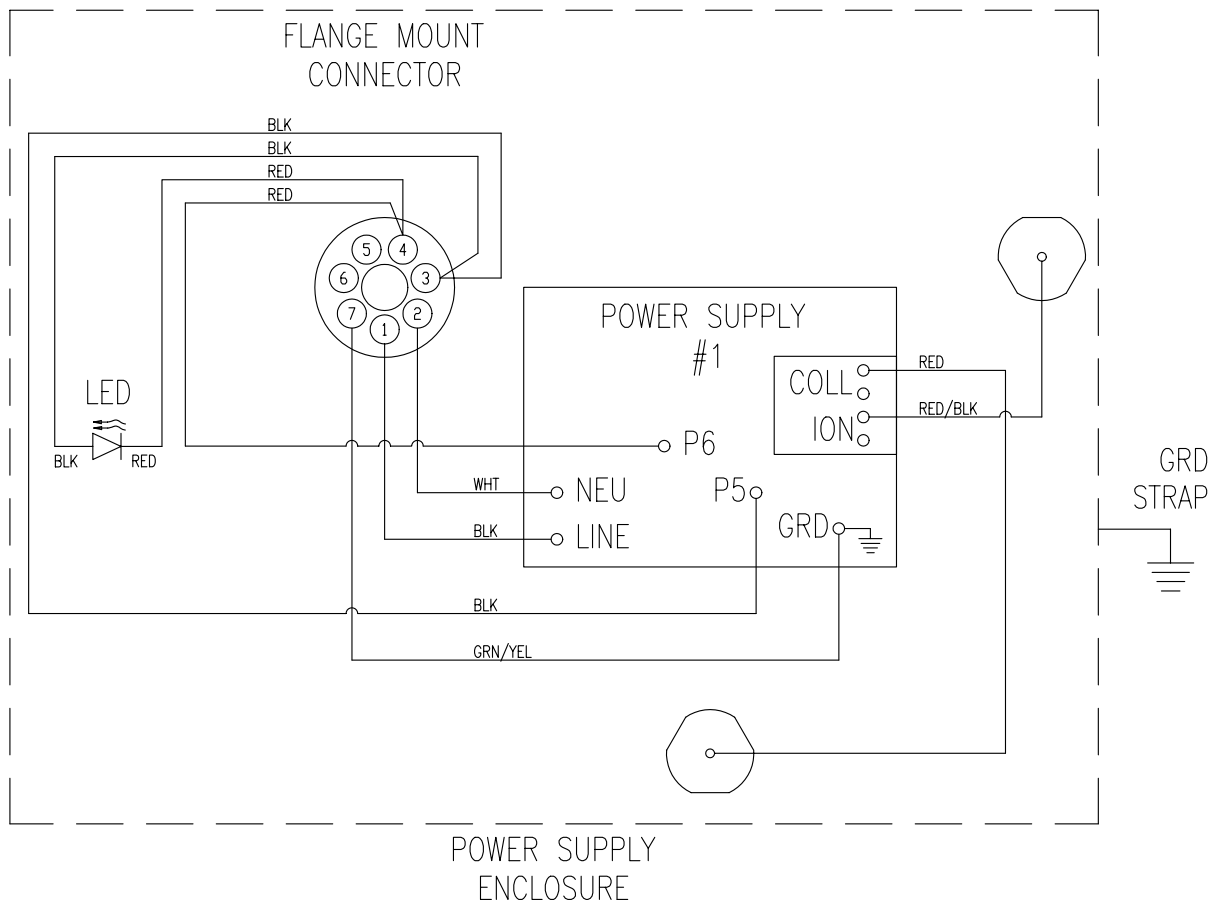 FLANGE MOUNT
CONNECTOR
BLK
BLK
RED
RED
5
4
6
3
7
2
1
POWER SUPPLY
#1
COLL
RED
ION
RED/BLK
LED
BLK
RED
P6
GRD
STRAP
WHT
NEU
P5
BLK
LINE
GRD
BLK
GRN/YEL
POWER SUPPLY
ENCLOSURE